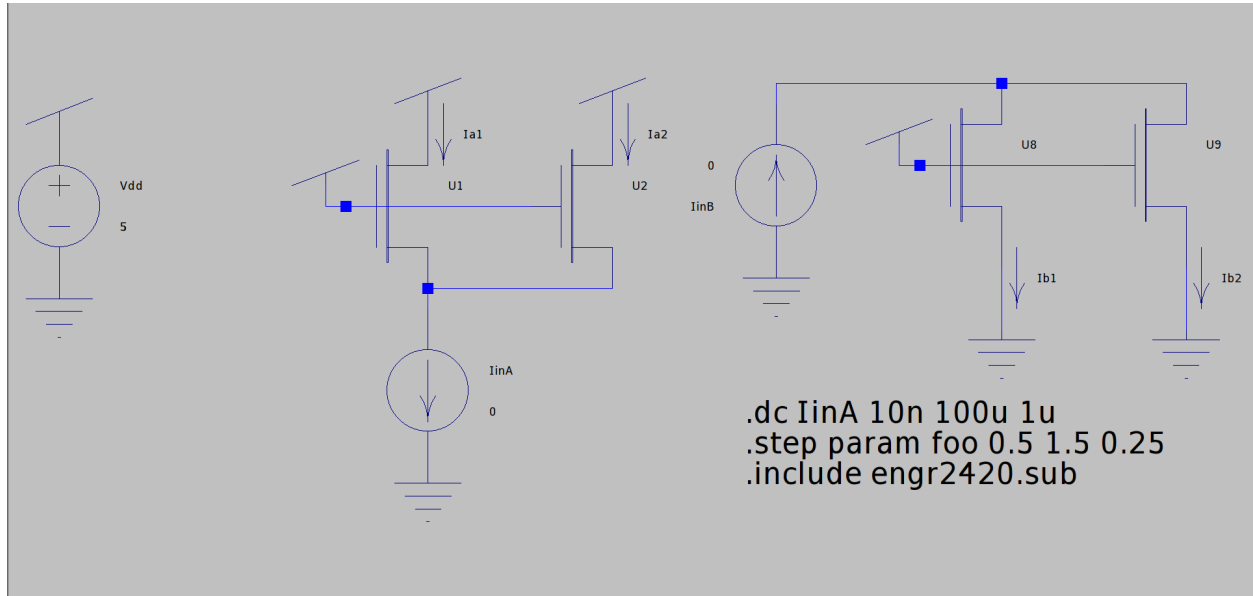 Ia1
Ia2
U8
U9
0
Vdd
U1
U2
IinB
5
Ib1
Ib2
IinA
0
.dc IinA 10n 100u 1u
.step param foo 0.5 1.5 0.25
.include engr2420.sub